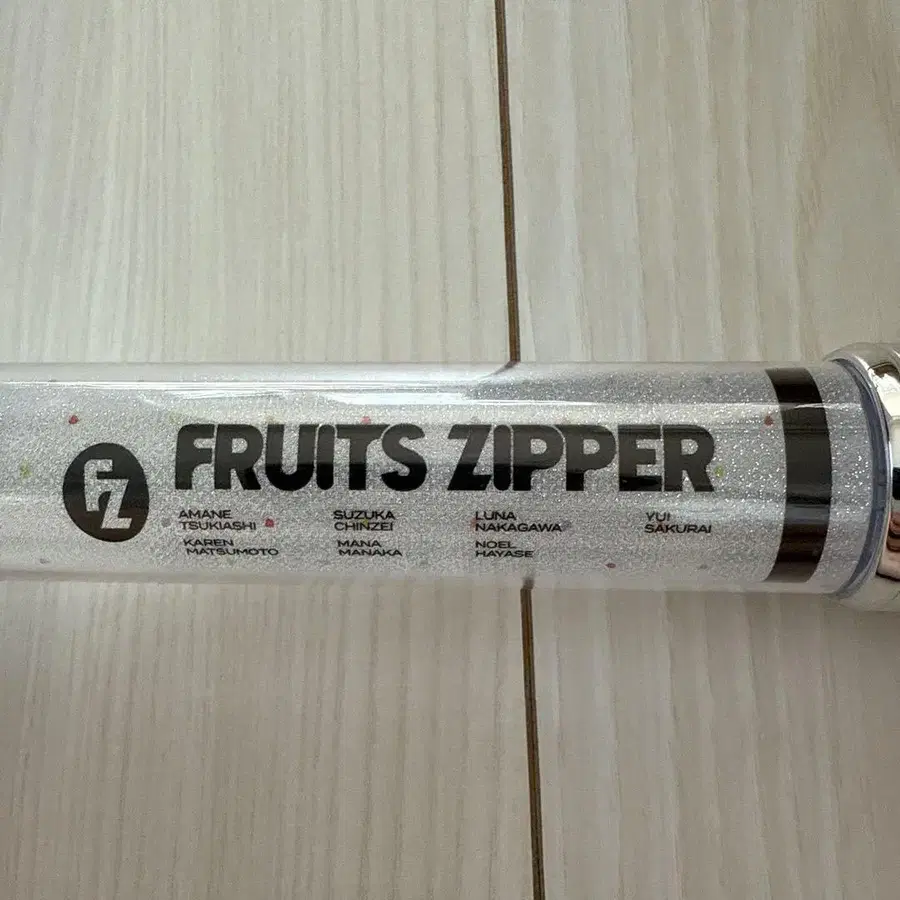 FZ
FRUITS ZIPPER
AMANE
TSUKIASHI
SUZUKA
CHINZEI
LUNA
NAKAGAWA
YUI
SAKURAI
KAREN
MATSUMOTO
MANA
MANAKA
NOEL
HAYASE